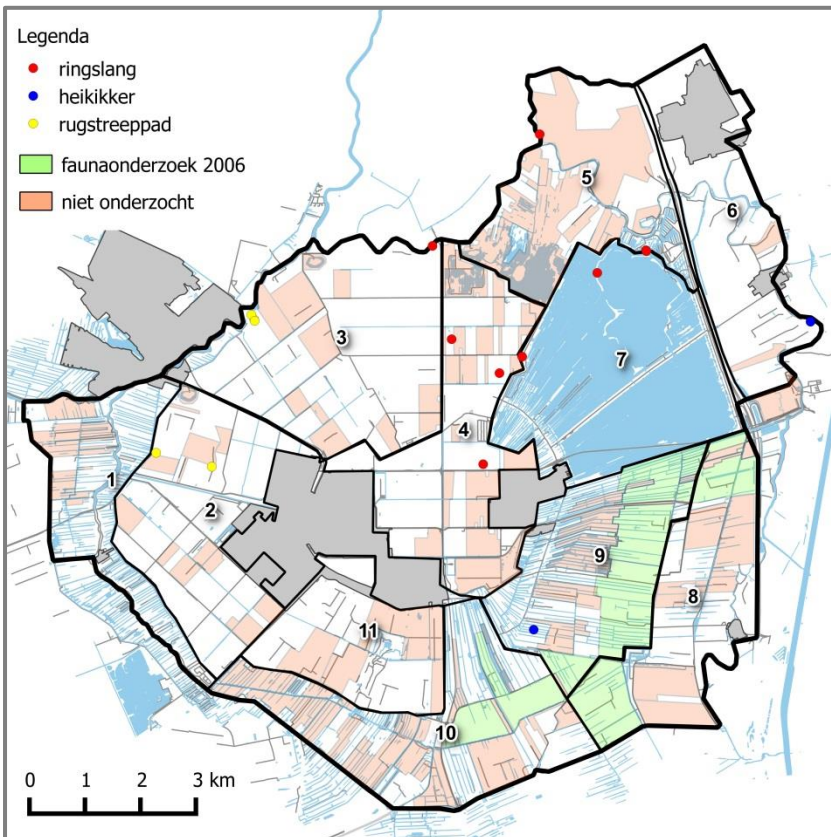 Legenda
ringslang
heikikker
rugstreeppad
faunaonderzoek 2006
niet onderzocht
5
6
3
7
4
1
2
9
8
11
10
0 1 2 3 km